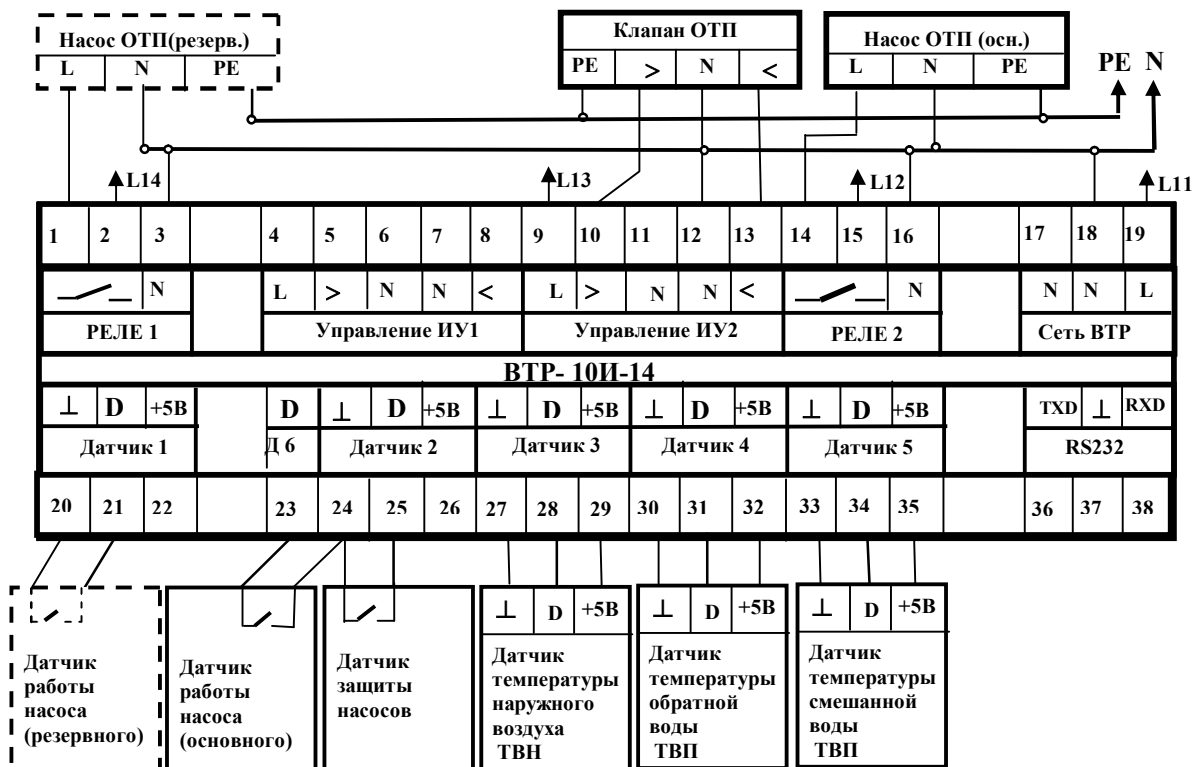 Насос ОТП(резерв.)
L N PE
Клапан ОТП
PE > N <
Насос ОТП (осн.)
L N PE
PE N
L14 L13 L12 L11
1 2 3 4 5 6 7 8 9 10 11 12 13 14 15 16 17 18 19
N L > N N < L > N N < N N N L
РЕЛЕ 1 Управление ИУ1 Управление ИУ2 РЕЛЕ 2 Сеть ВТР
ВТР- 10И-14
⊥ D +5В D ⊥ D +5В ⊥ D +5В ⊥ D +5В ⊥ D +5В TXD ⊥ RXD
Датчик 1 Д 6 Датчик 2 Датчик 3 Датчик 4 Датчик 5 RS232
20 21 22 23 24 25 26 27 28 29 30 31 32 33 34 35 36 37 38
Датчик
работы
насоса
(резервного)
Датчик
работы
насоса
(основного)
Датчик
защиты
насосов
⊥ D +5В
Датчик
температуры
наружного
воздуха
ТВН
⊥ D +5В
Датчик
температуры
обратной
воды
ТВП
⊥ D +5В
Датчик
температуры
смешанной
воды
ТВП